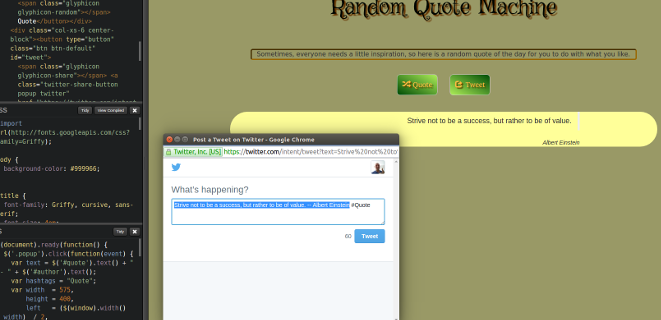 <span class="glyphicon
glyphicon-random"></span>
Quote</button></div>
<div class="col-xs-6 center-
block"><button type="button"
class="btn btn-default"
id="tweet">
<span class="glyphicon
glyphicon-share"></span> <a
class="twitter-share-button
popup twitter"
Tidy View Compiled
import
url(http://fonts.googleapis.com/css?
family=Griffy);
body {
background-color: #999966;
title {
font-family: Griffy, cursive, sans-
serif;
Tidy
(document).ready(function() {
$('.popup').click(function(event) {
var text = $('#quote').text() + "
- " + $('#author').text();
var hashtags = "Quote";
var width = 575,
height = 400,
left = ($(window).width()
width) / 2,
Random Quote Machine
Sometimes, everyone needs a little inspiration, so here is a random quote of the day for you to do with what you will.
Quote
Tweet
Strive not to be a success, but rather to be of value.
Albert Einstein
Post a Tweet on Twitter - Google Chrome
Twitter, Inc. [US] https://twitter.com/intent/tweet?text=Strive%20not%20to
What's happening?
Strive not to be a success, but rather to be of value. - Albert Einstein #Quote
60 Tweet